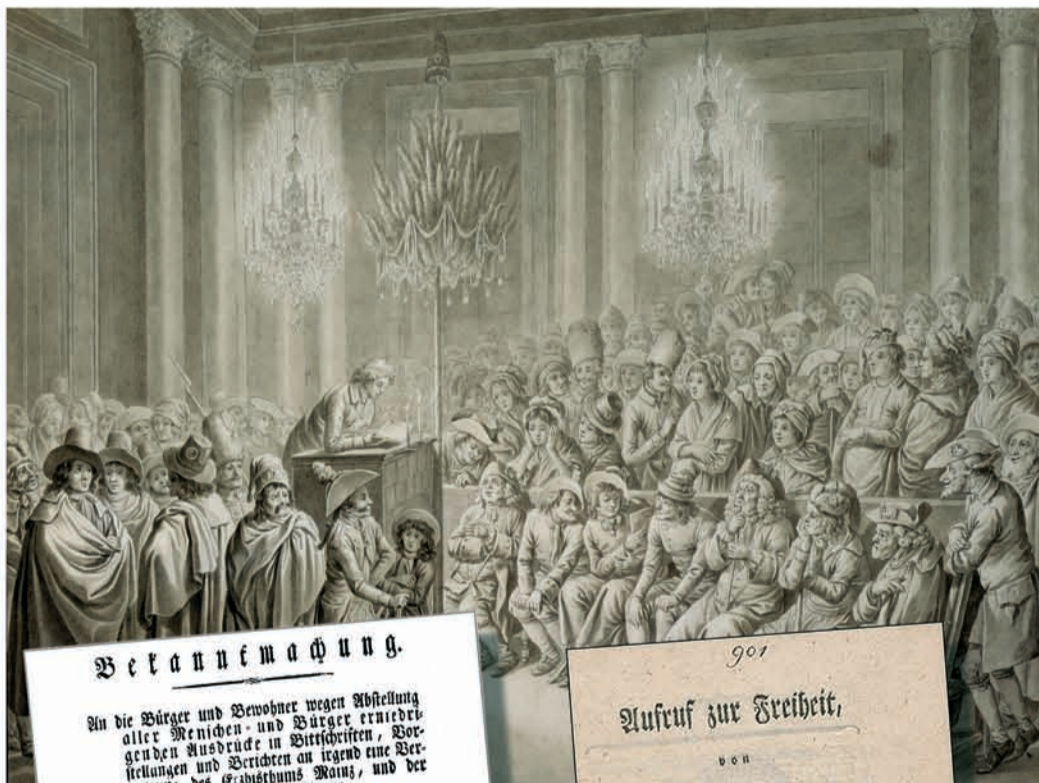 Bekanntmachung.
An die Bürger und Bewohner wegen Abstellung
aller Menschen- und Bürger erniedri-
genden Ausdrücke in Bittschriften, Vor-
stellungen und Berichten an irgend eine Ver-
des Erzbisthums Mainz, und der
901
Aufruf zur Freiheit,
von